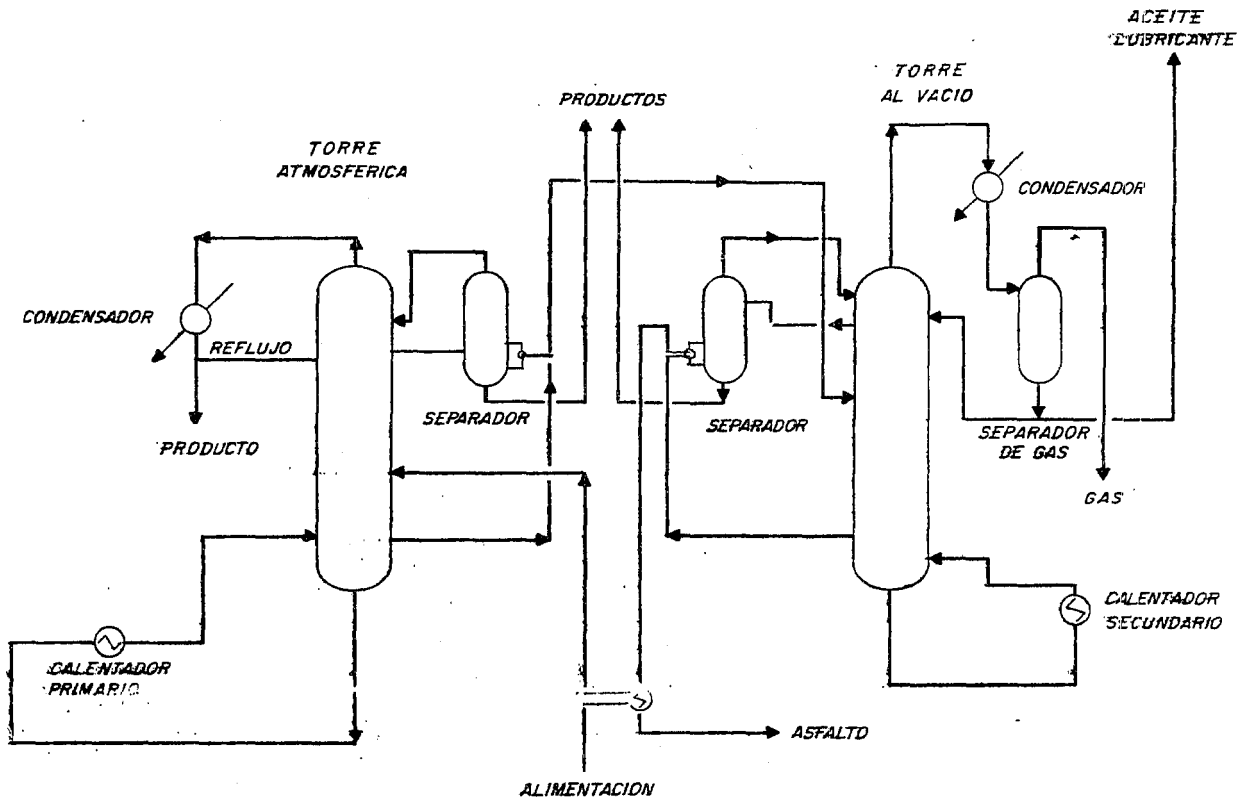 ACEITE
LUBRICANTE
TORRE
AL VACIO
PRODUCTOS
TORRE
ATMOSFERICA
CONDENSADOR
CONDENSADOR
REFLUJO
PRODUCTO
SEPARADOR
SEPARADOR
SEPARADOR
DE GAS
GAS
CALENTADOR
PRIMARIO
CALENTADOR
SECUNDARIO
ASFALTO
ALIMENTACION